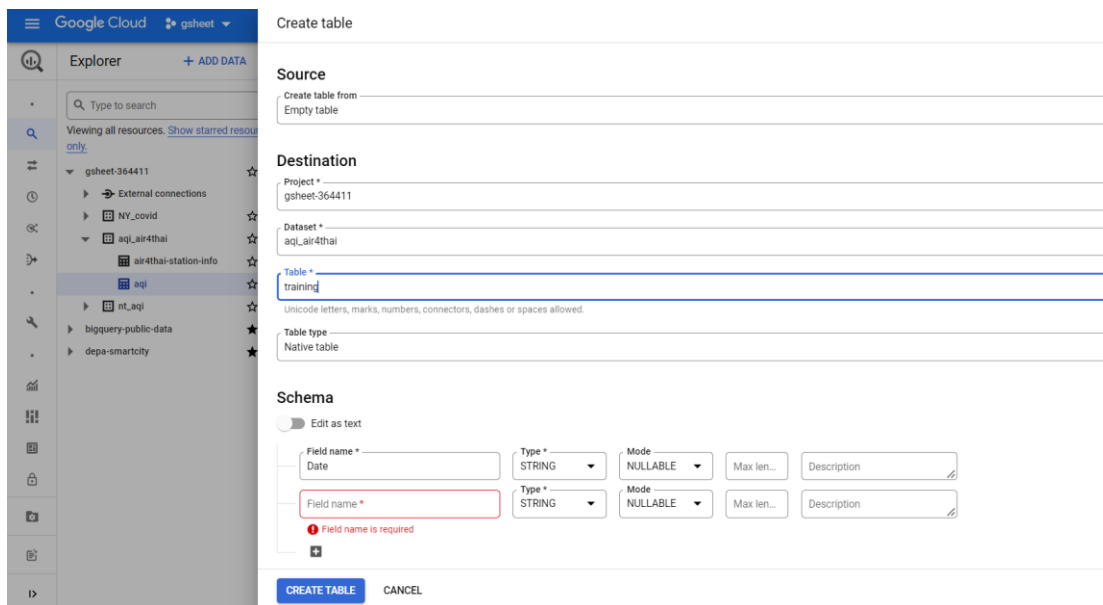 Google Cloud
gsheet
Create table
Explorer
+ ADD DATA
Type to search
Viewing all resources. Show starred resour
only.
gsheet-364411
External connections
NY_covid
aqi_air4thai
air4thai-station-info
aqi
nt_aqi
bigquery-public-data
depa-smartcity
Source
Create table from
Empty table
Destination
Project *
gsheet-364411
Dataset *
aqi_air4thai
Table *
training
Unicode letters, marks, numbers, connectors, dashes or spaces allowed.
Table type
Native table
Schema
Edit as text
Field name * Type * Mode
Date STRING NULLABLE Max len... Description
Type * Mode
Field name * STRING NULLABLE Max len... Description
Field name is required
CREATE TABLE CANCEL